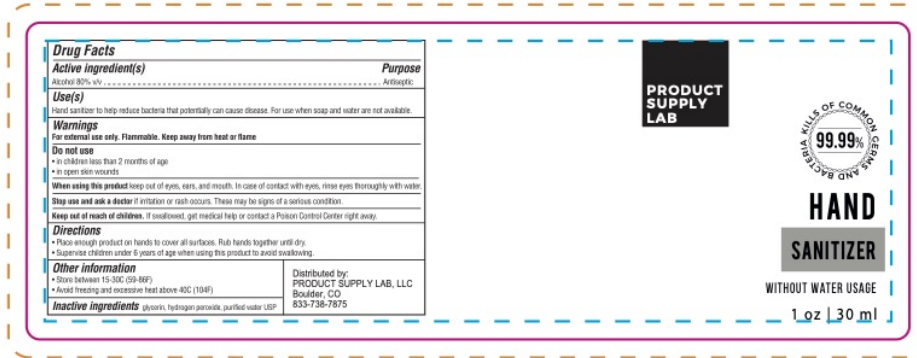 Drug Facts
Active ingredient(s) Purpose
Alcohol 80% v/v Antiseptic
Use(s)
Hand sanitizer to help reduce bacteria that potentially can cause disease. For use when soap and water are not available.
Warnings
For external use only. Flammable. Keep away from heat or flame
Do not use
• in children less than 2 months of age
• in open skin wounds
When using this product keep out of eyes, ears, and mouth. In case of contact with eyes, rinse eyes thoroughly with water.
Stop use and ask a doctor if irritation or rash occurs. These may be signs of a serious condition.
Keep out of reach of children. If swallowed, get medical help or contact a Poison Control Center right away.
Directions
• Place enough product on hands to cover all surfaces. Rub hands together until dry.
• Supervise children under 6 years of age when using this product to avoid swallowing.
Other information
• Store between 15-30C (59-86F)
• Avoid freezing and excessive heat above 40C (104F)
Inactive ingredients glycerin, hydrogen peroxide, purified water USP
Distributed by:
PRODUCT SUPPLY LAB, LLC
Boulder, CO
833-738-7875
PRODUCT
SUPPLY
LAB
KILLS OF COMMON GERMS AND BACTERIA
99.99%
HAND
SANITIZER
WITHOUT WATER USAGE
1 oz | 30 ml